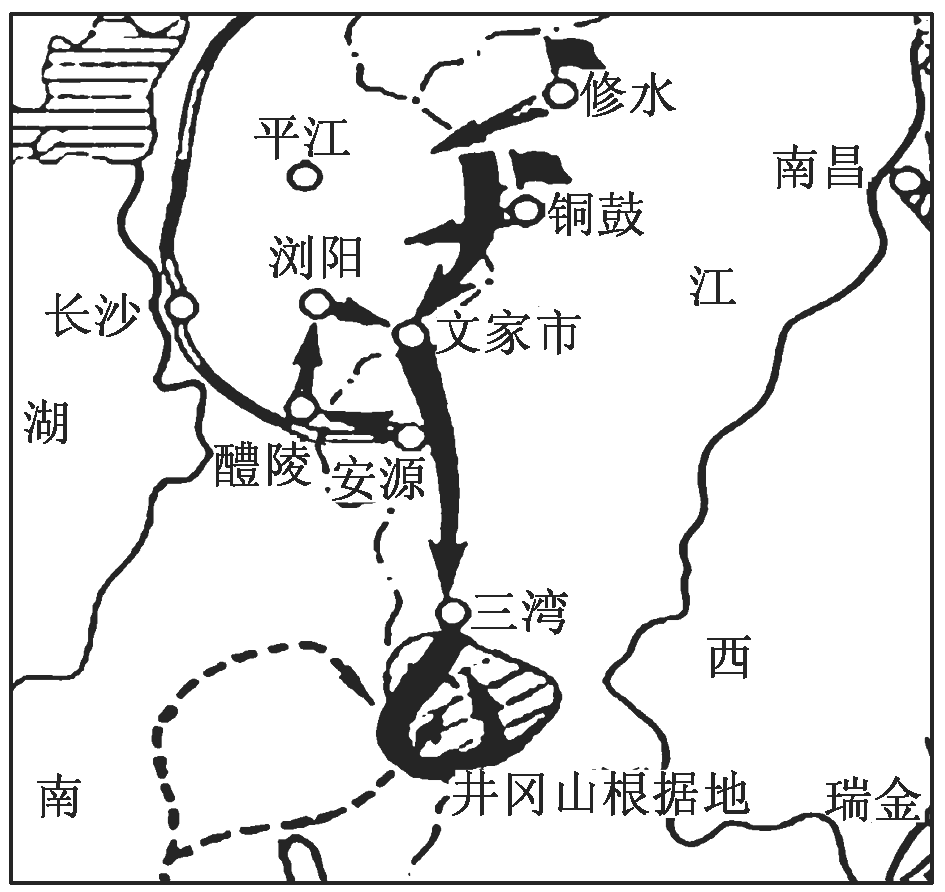 修水
平江
南昌
铜鼓
浏阳
江
长沙
文家市
湖
醴陵
安源
三湾
西
南
井冈山根据地
瑞金